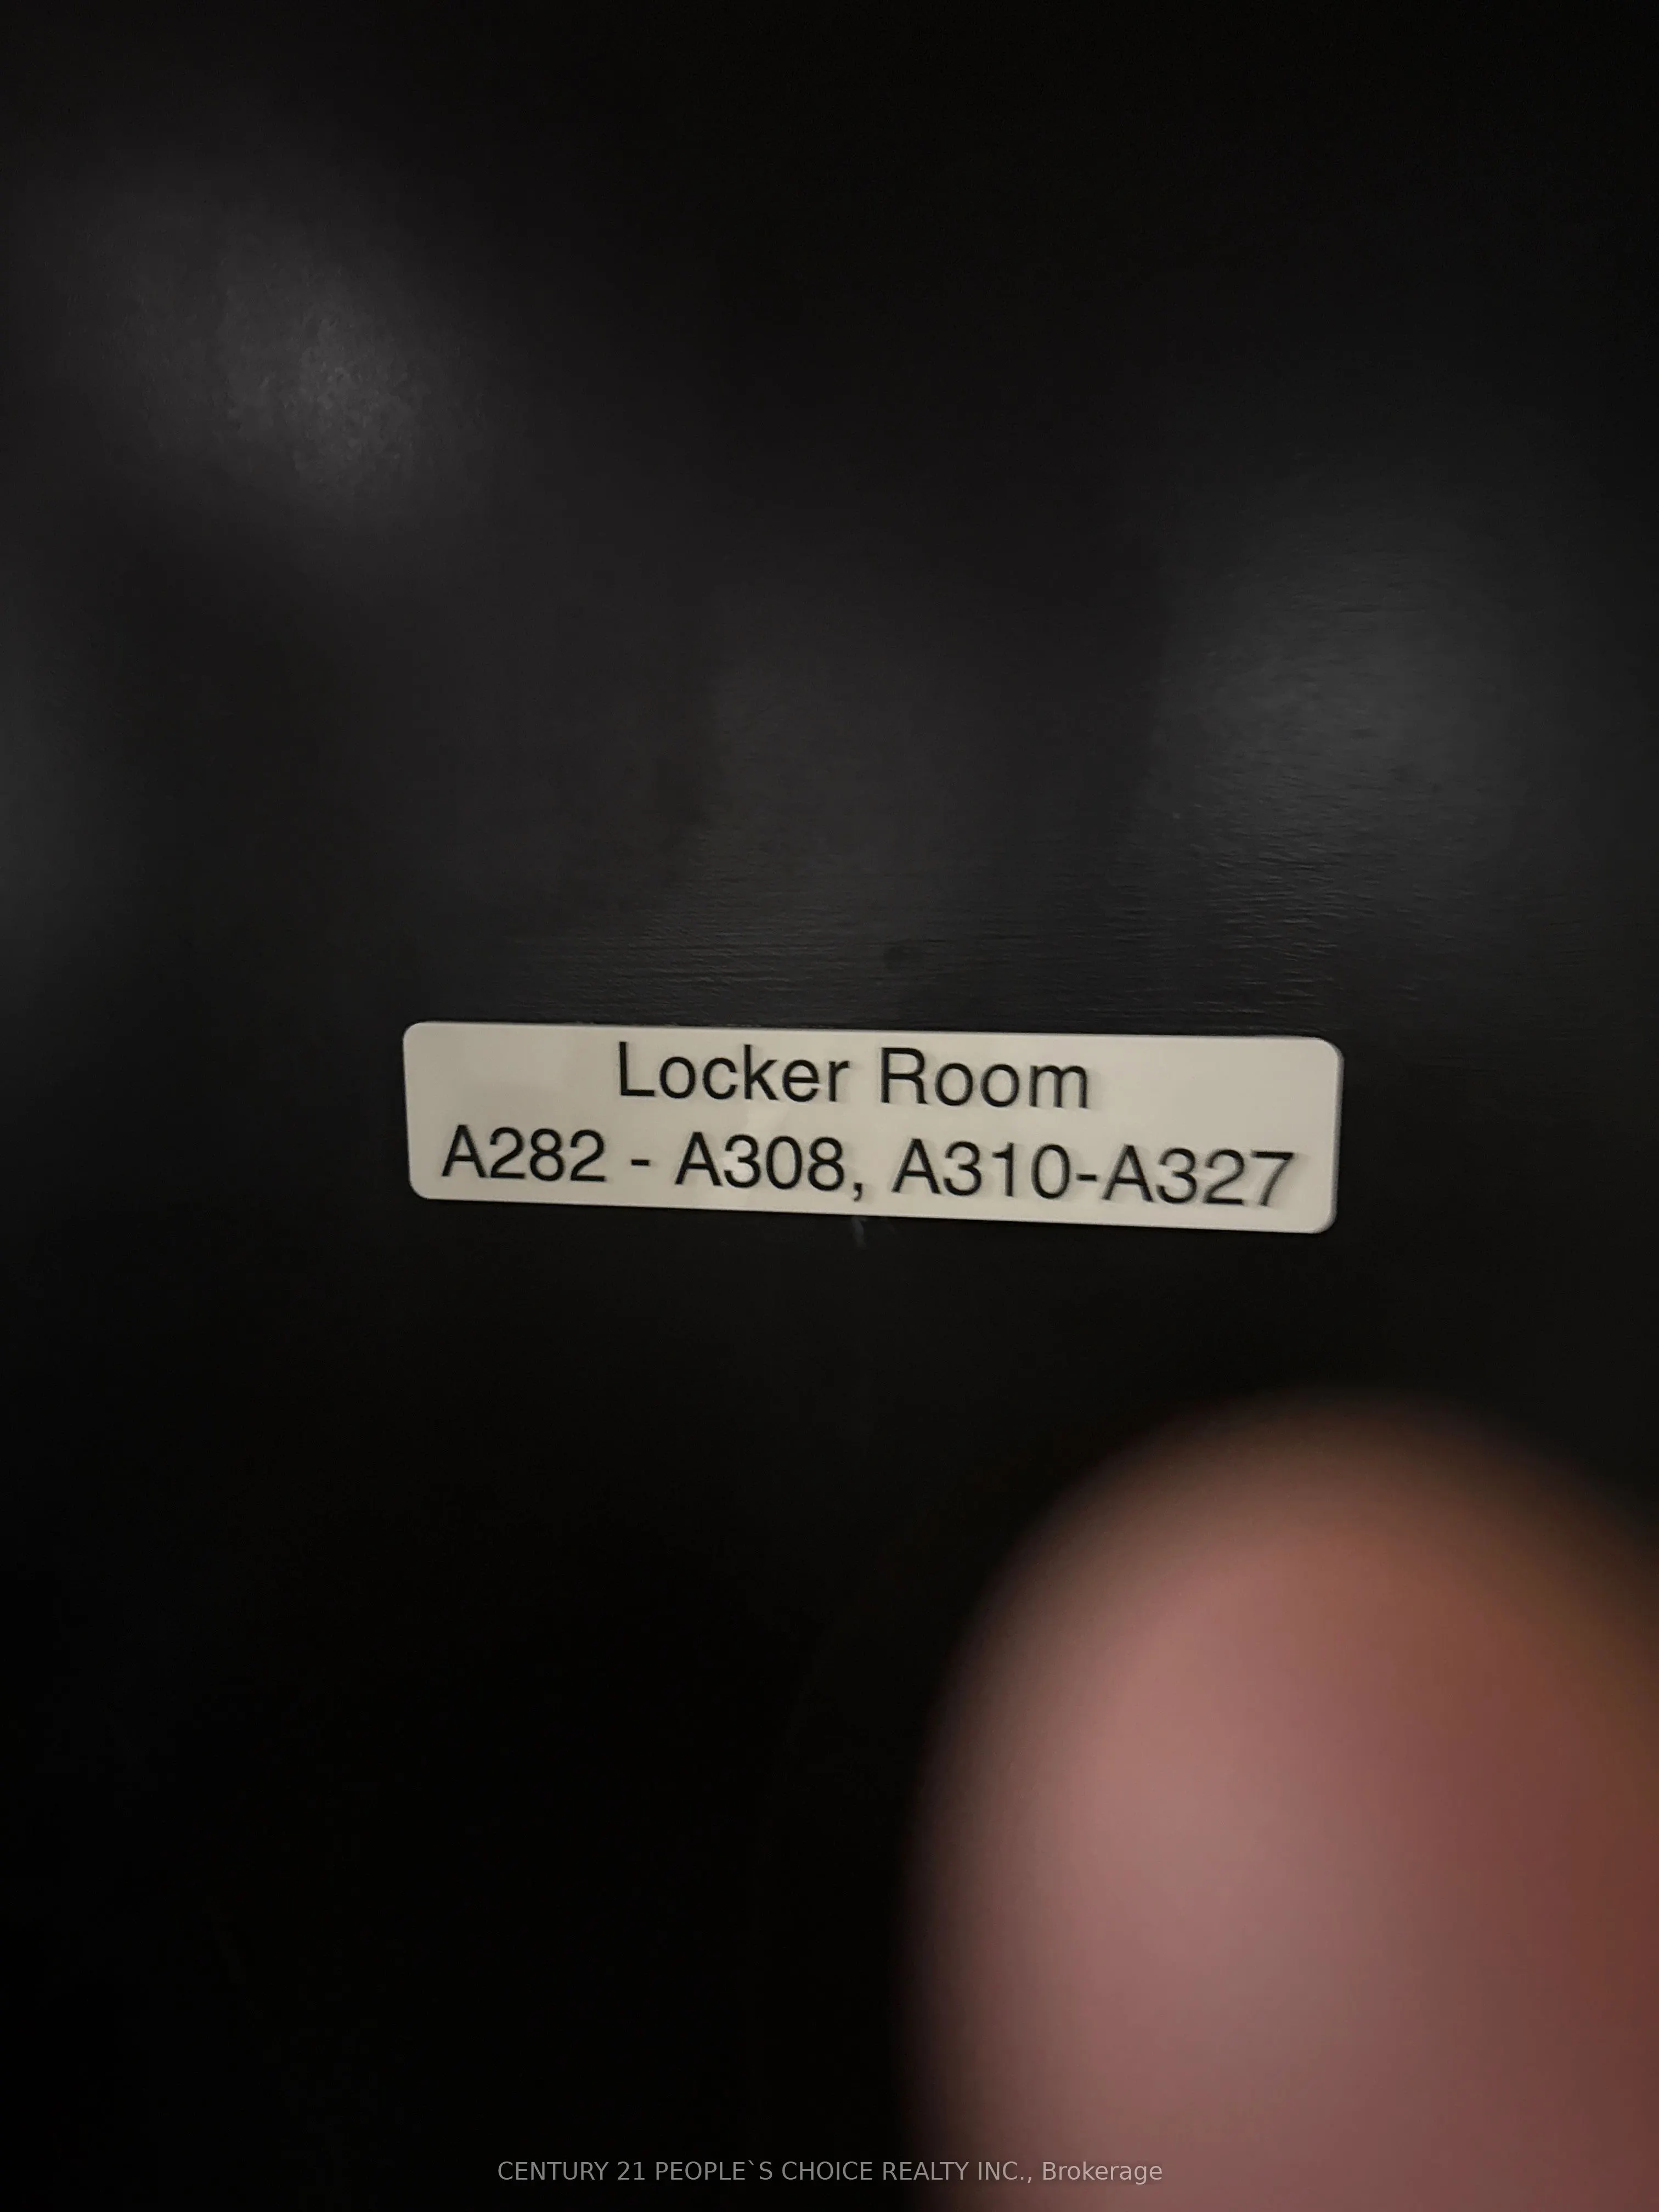 Locker Room
A282 - A308, A310-A327
CENTURY 21 PEOPLE`S CHOICE REALTY INC., Brokerage